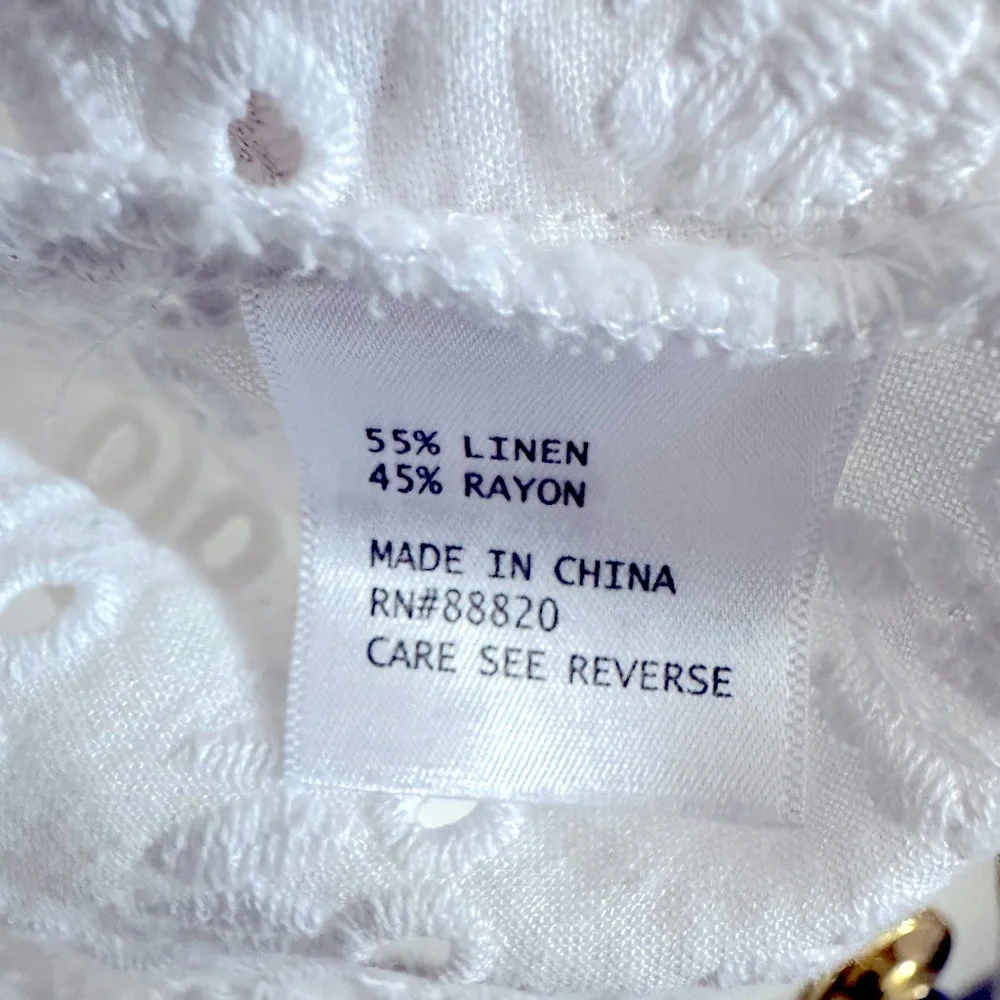 55% LINEN
45% RAYON
MADE IN CHINA
RN#88820
CARE SEE REVERSE